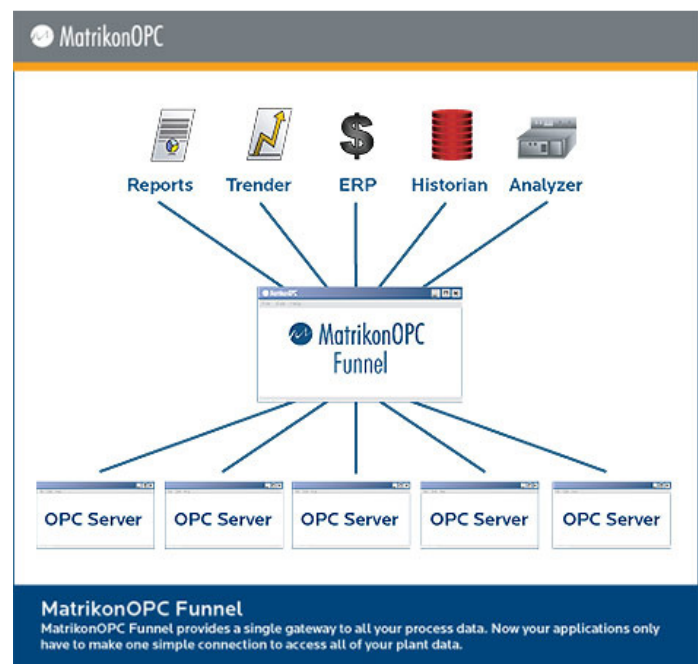 MatrikonOPC
Reports Trender ERP Historian Analyzer
MatrikonOPC
MatrikonOPC
Funnel
OPC Server OPC Server OPC Server OPC Server OPC Server
MatrikonOPC Funnel
MatrikonOPC Funnel provides a single gateway to all your process data. Now your applications only
have to make one simple connection to access all of your plant data.